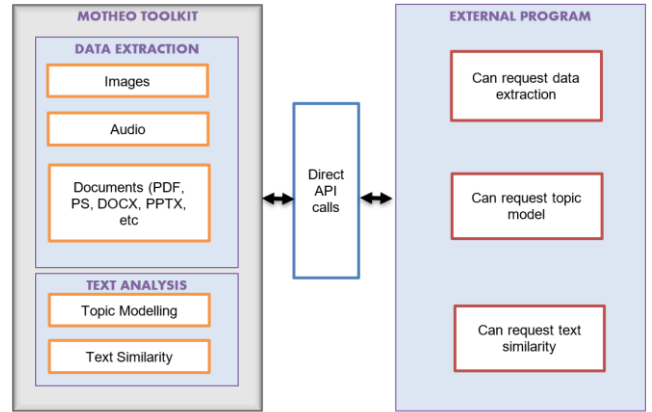 MOTHEO TOOLKIT
DATA EXTRACTION
Images
Audio
Documents (PDF,
PS, DOCX, PPTX,
etc
TEXT ANALYSIS
Topic Modelling
Text Similarity
Direct
API
calls
EXTERNAL PROGRAM
Can request data
extraction
Can request topic
model
Can request text
similarity